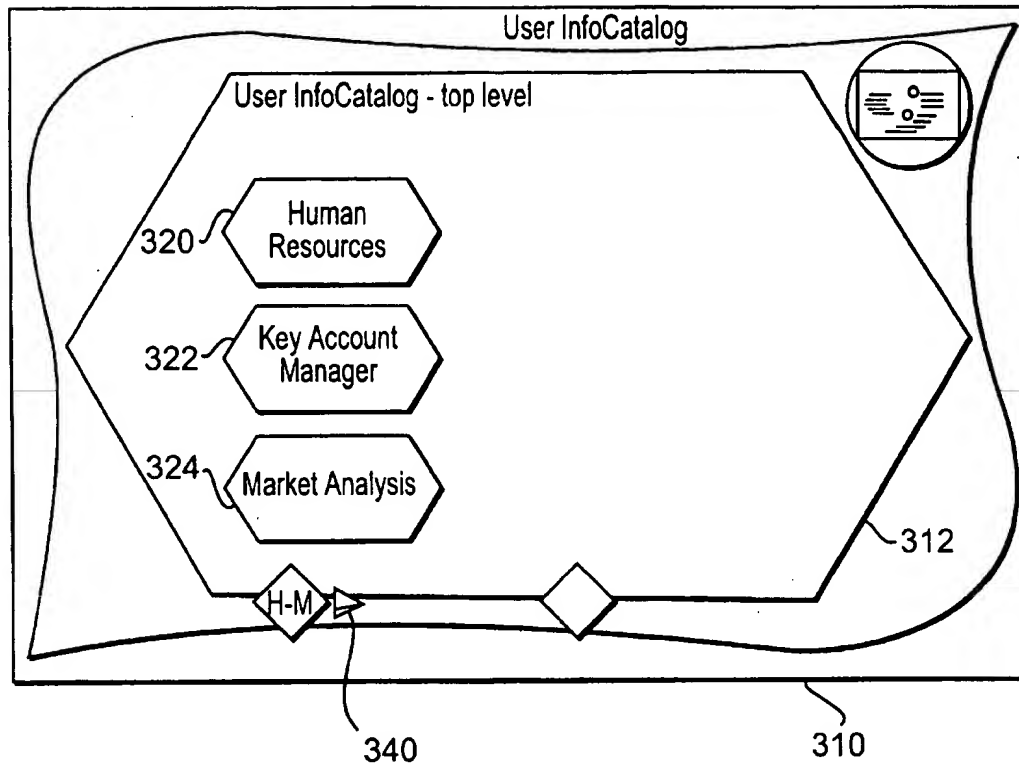 User InfoCatalog
User InfoCatalog - top level
320
Human
Resources
322
Key Account
Manager
324
Market Analysis
312
H-M
340
310